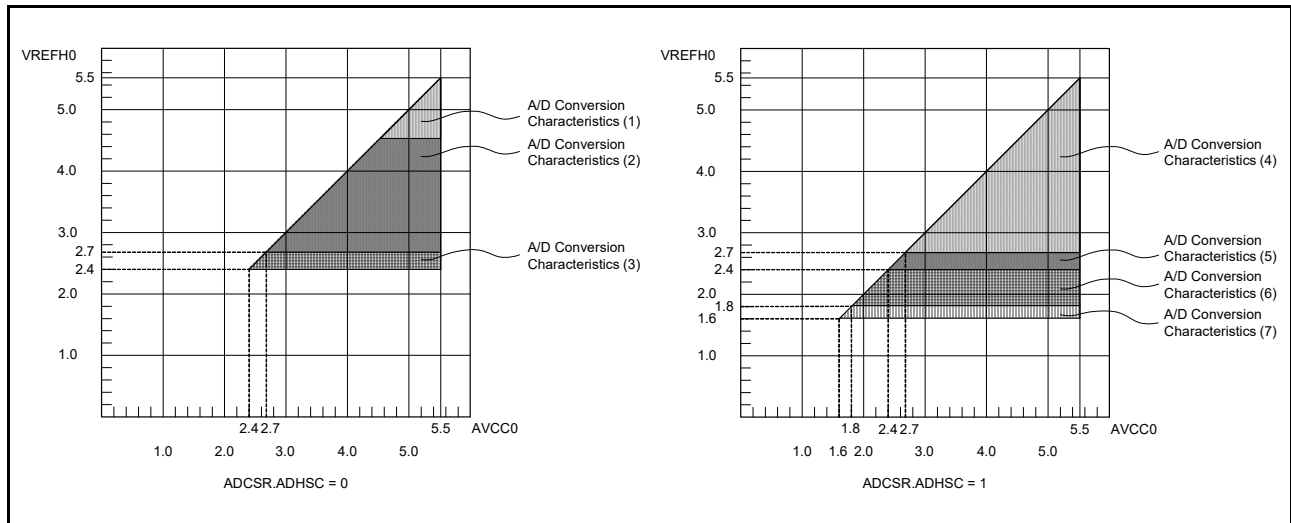 VREFH0
5.5
5.0
4.0
3.0
2.7
2.4
2.0
1.0
2.4 2.7
5.5
AVCC0
1.0
2.0
3.0
4.0
5.0
ADCSR.ADHSC = 0
A/D Conversion
Characteristics (1)
A/D Conversion
Characteristics (2)
A/D Conversion
Characteristics (3)
VREFH0
5.5
5.0
4.0
3.0
2.7
2.4
2.0
1.8
1.6
1.0
1.8
2.4 2.7
5.5
AVCC0
1.0
1.6
2.0
3.0
4.0
5.0
ADCSR.ADHSC = 1
A/D Conversion
Characteristics (4)
A/D Conversion
Characteristics (5)
A/D Conversion
Characteristics (6)
A/D Conversion
Characteristics (7)